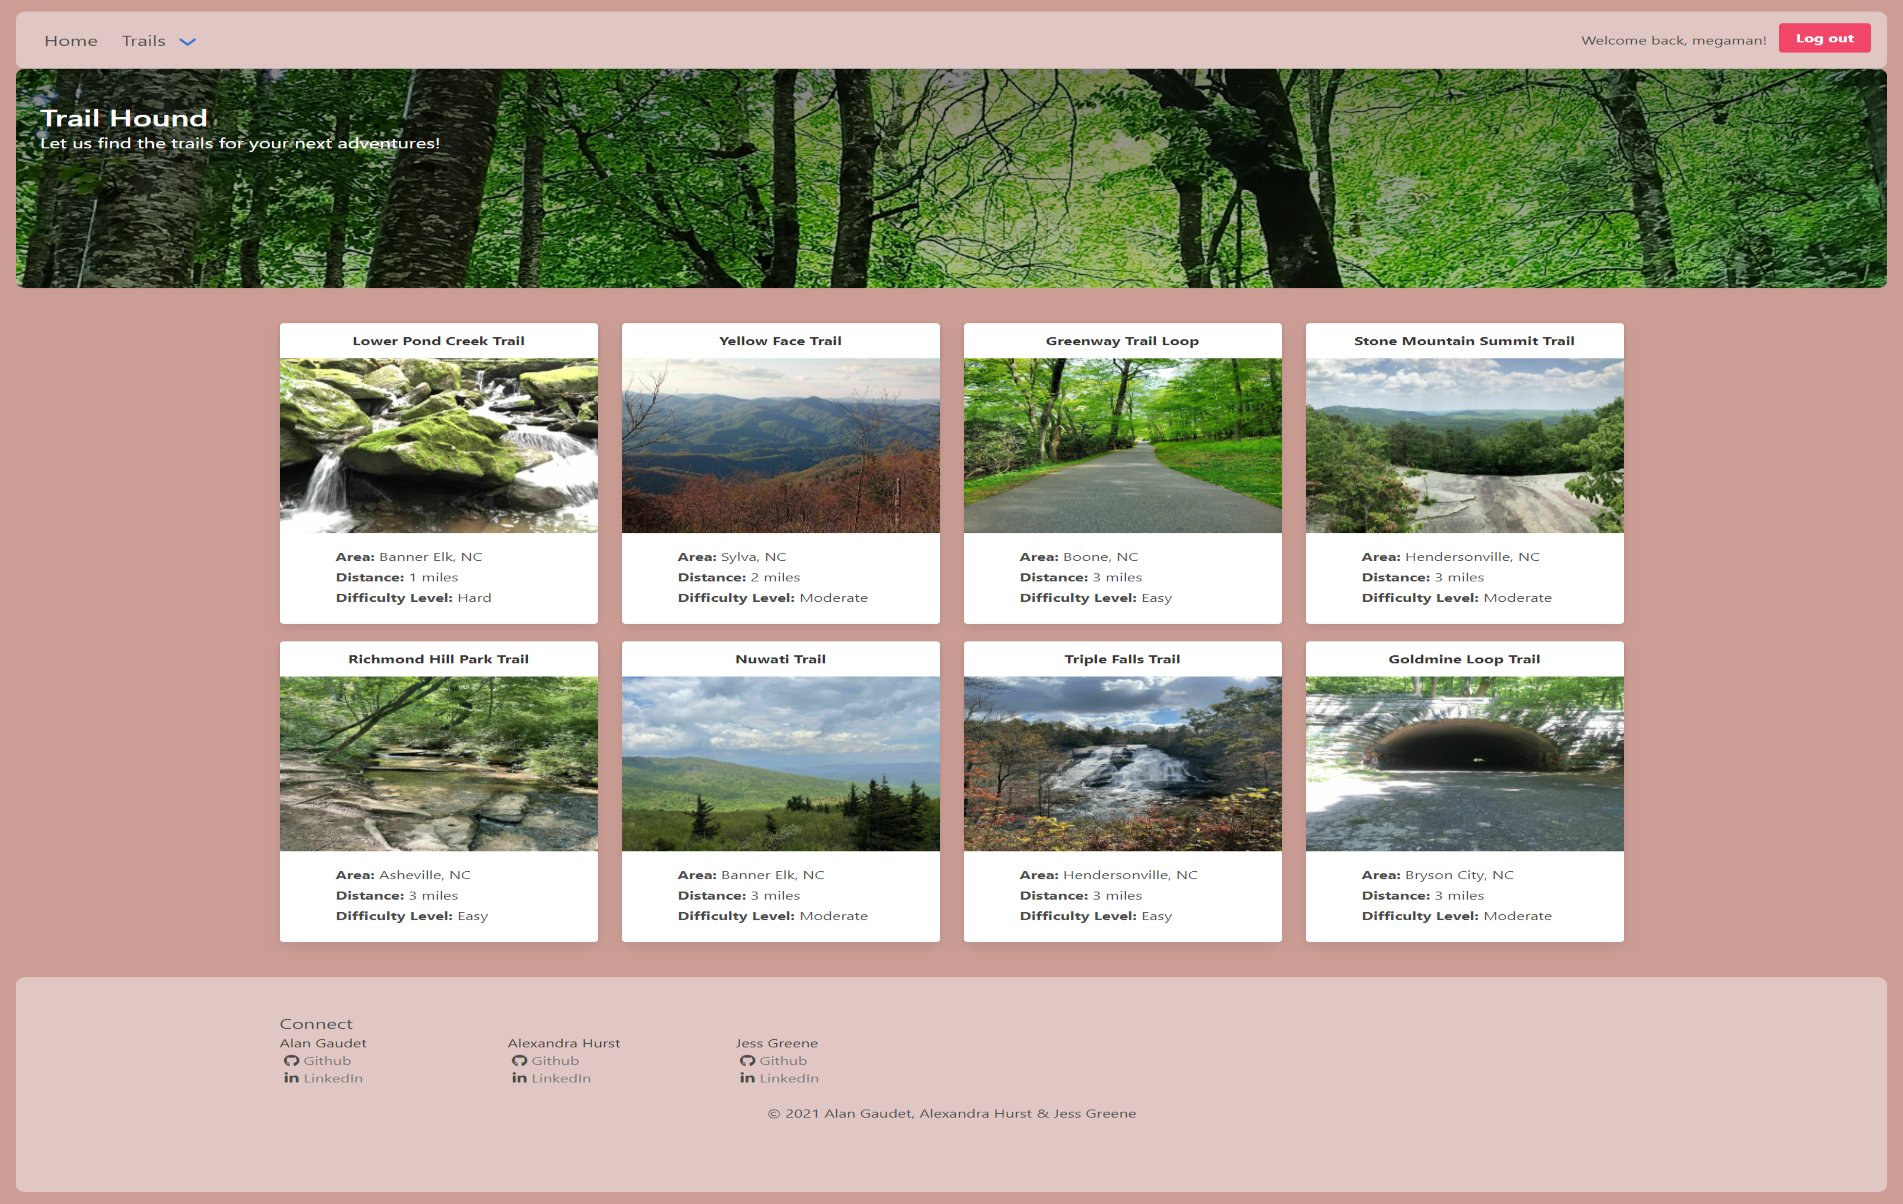 Home Trails Welcome back, megaman! Log out
Trail Hound
Let us find the trails for your next adventures!
Lower Pond Creek Trail
Area: Banner Elk, NC
Distance: 1 miles
Difficulty Level: Hard
Yellow Face Trail
Area: Sylva, NC
Distance: 2 miles
Difficulty Level: Moderate
Greenway Trail Loop
Area: Boone, NC
Distance: 3 miles
Difficulty Level: Easy
Stone Mountain Summit Trail
Area: Hendersonville, NC
Distance: 3 miles
Difficulty Level: Moderate
Richmond Hill Park Trail
Area: Asheville, NC
Distance: 3 miles
Difficulty Level: Easy
Nuwati Trail
Area: Banner Elk, NC
Distance: 3 miles
Difficulty Level: Moderate
Triple Falls Trail
Area: Hendersonville, NC
Distance: 3 miles
Difficulty Level: Easy
Goldmine Loop Trail
Area: Bryson City, NC
Distance: 3 miles
Difficulty Level: Moderate
Connect
Alan Gaudet
Github
in LinkedIn
Alexandra Hurst
Github
in LinkedIn
Jess Greene
Github
in LinkedIn
© 2021 Alan Gaudet, Alexandra Hurst & Jess Greene